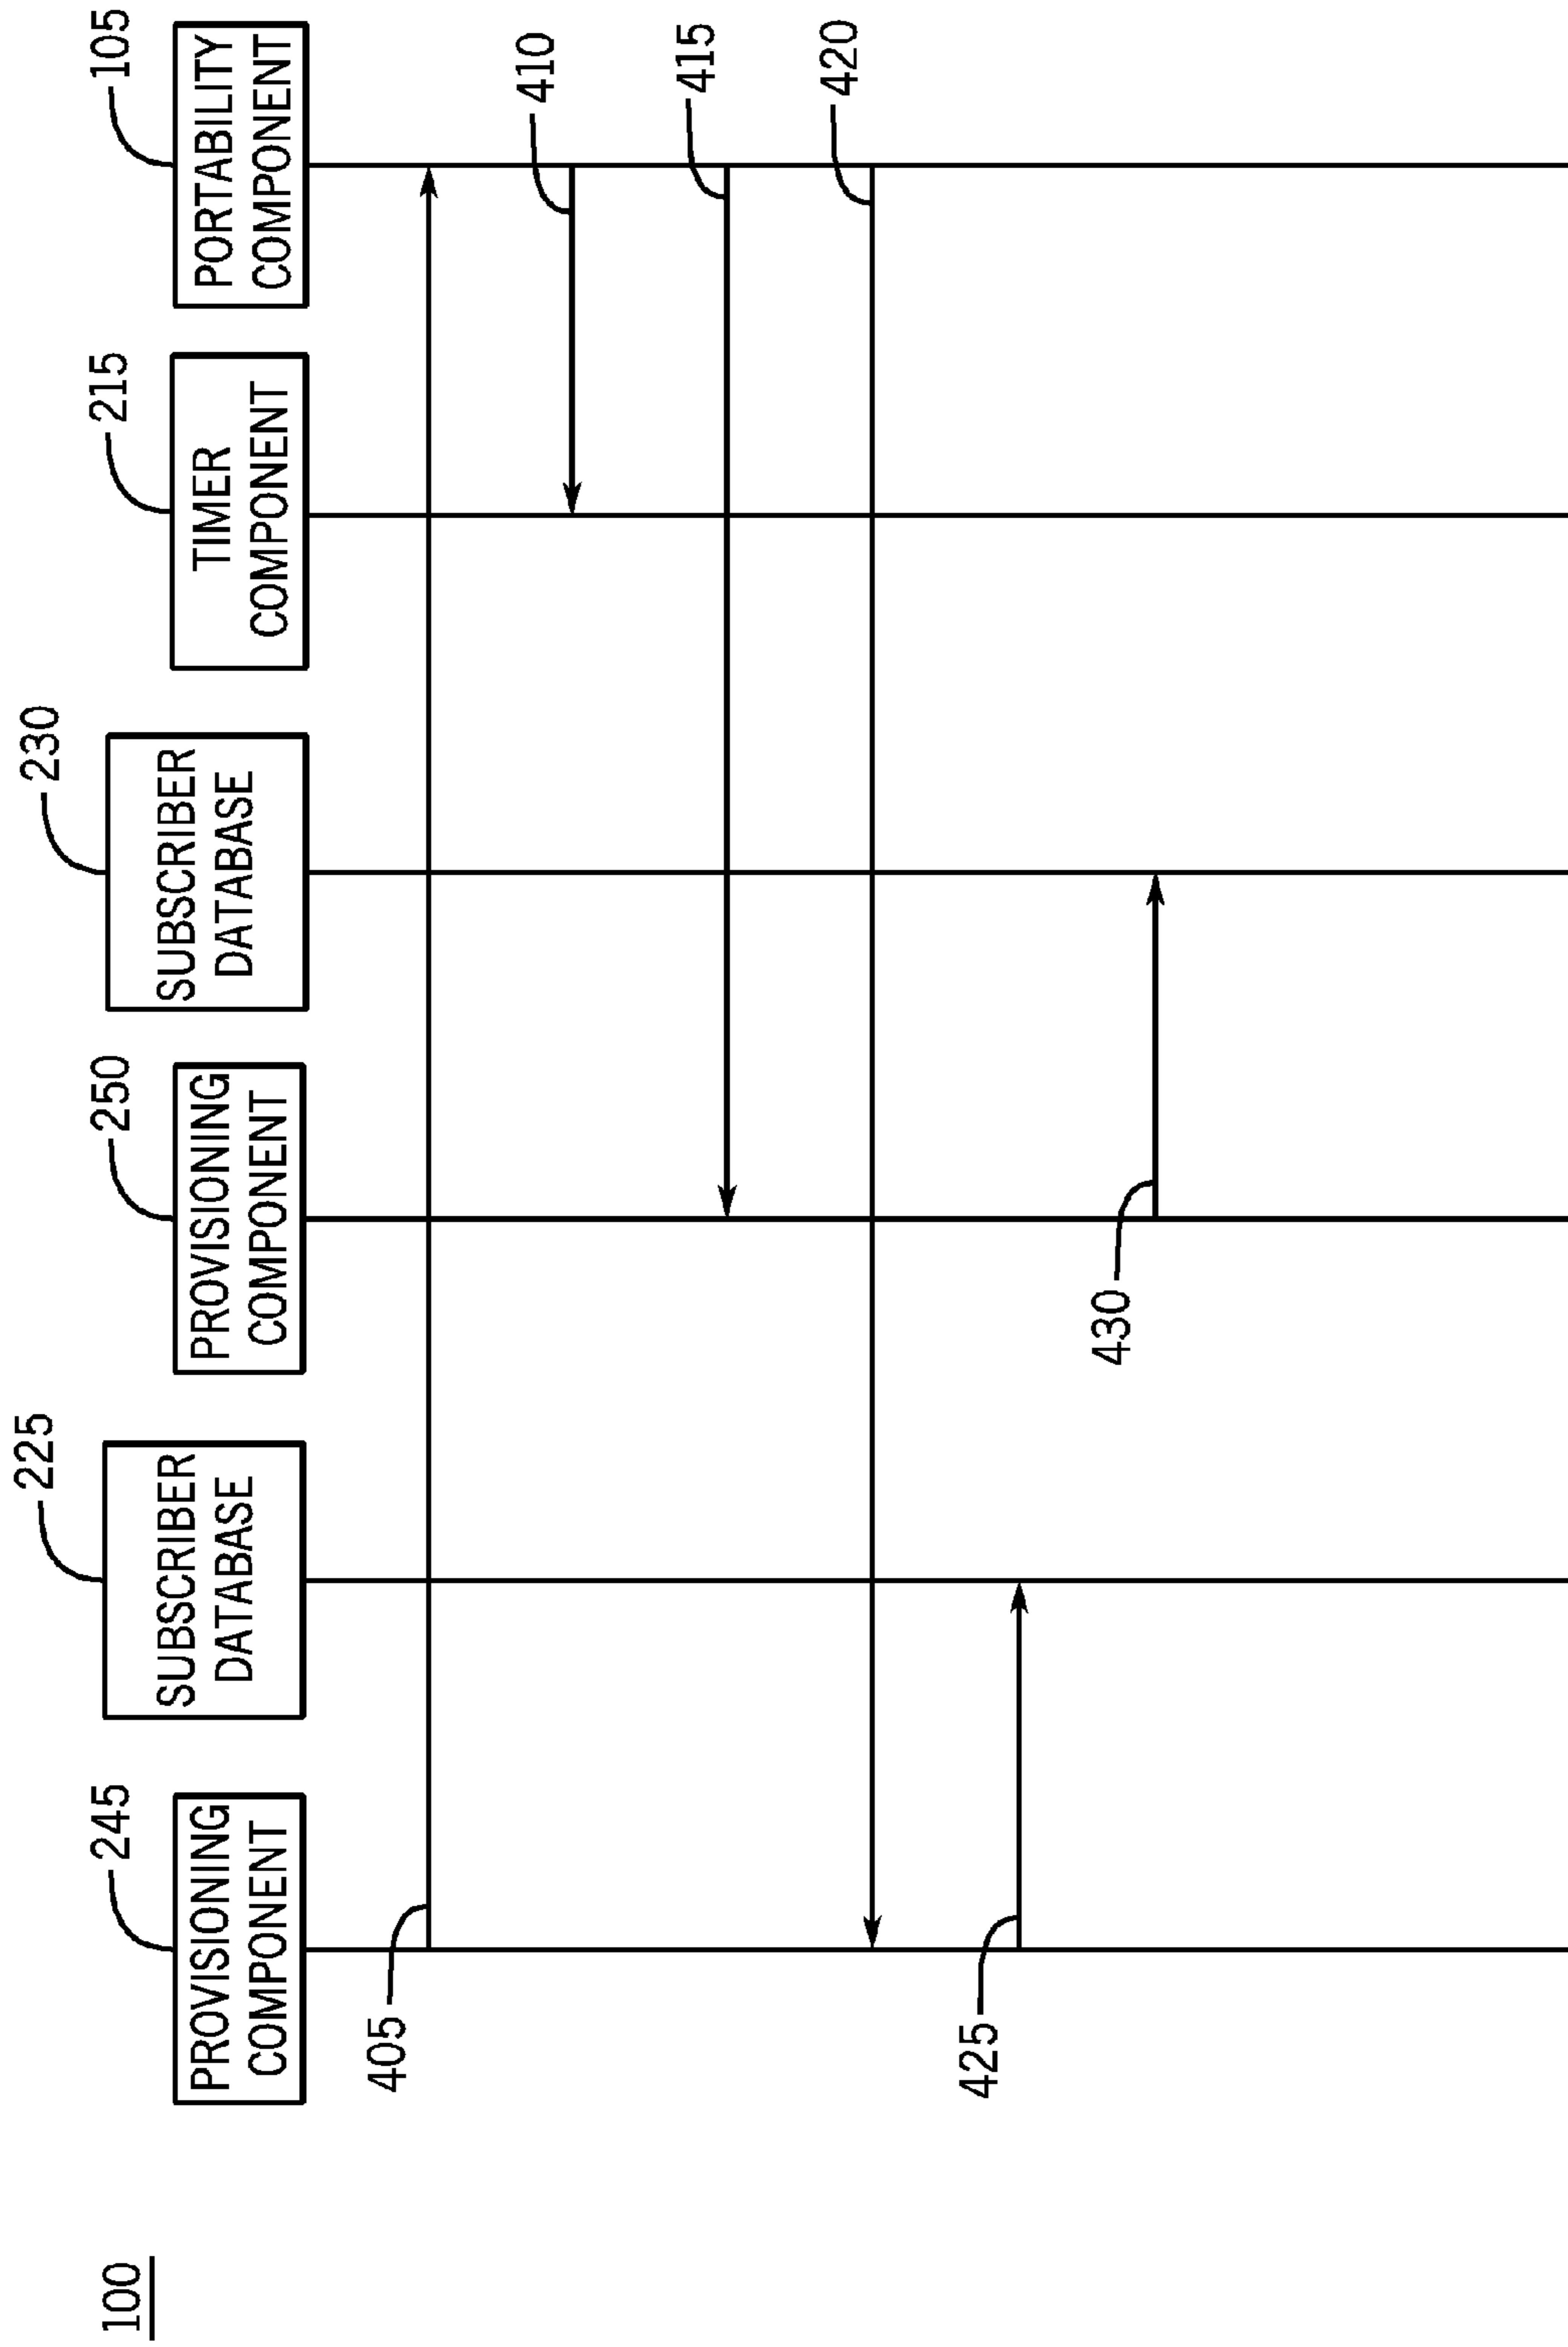 100
245
PROVISIONING
COMPONENT
225
SUBSCRIBER
DATABASE
250
PROVISIONING
COMPONENT
230
SUBSCRIBER
DATABASE
215
TIMER
COMPONENT
105
PORTABILITY
COMPONENT
405
410
415
420
425
430